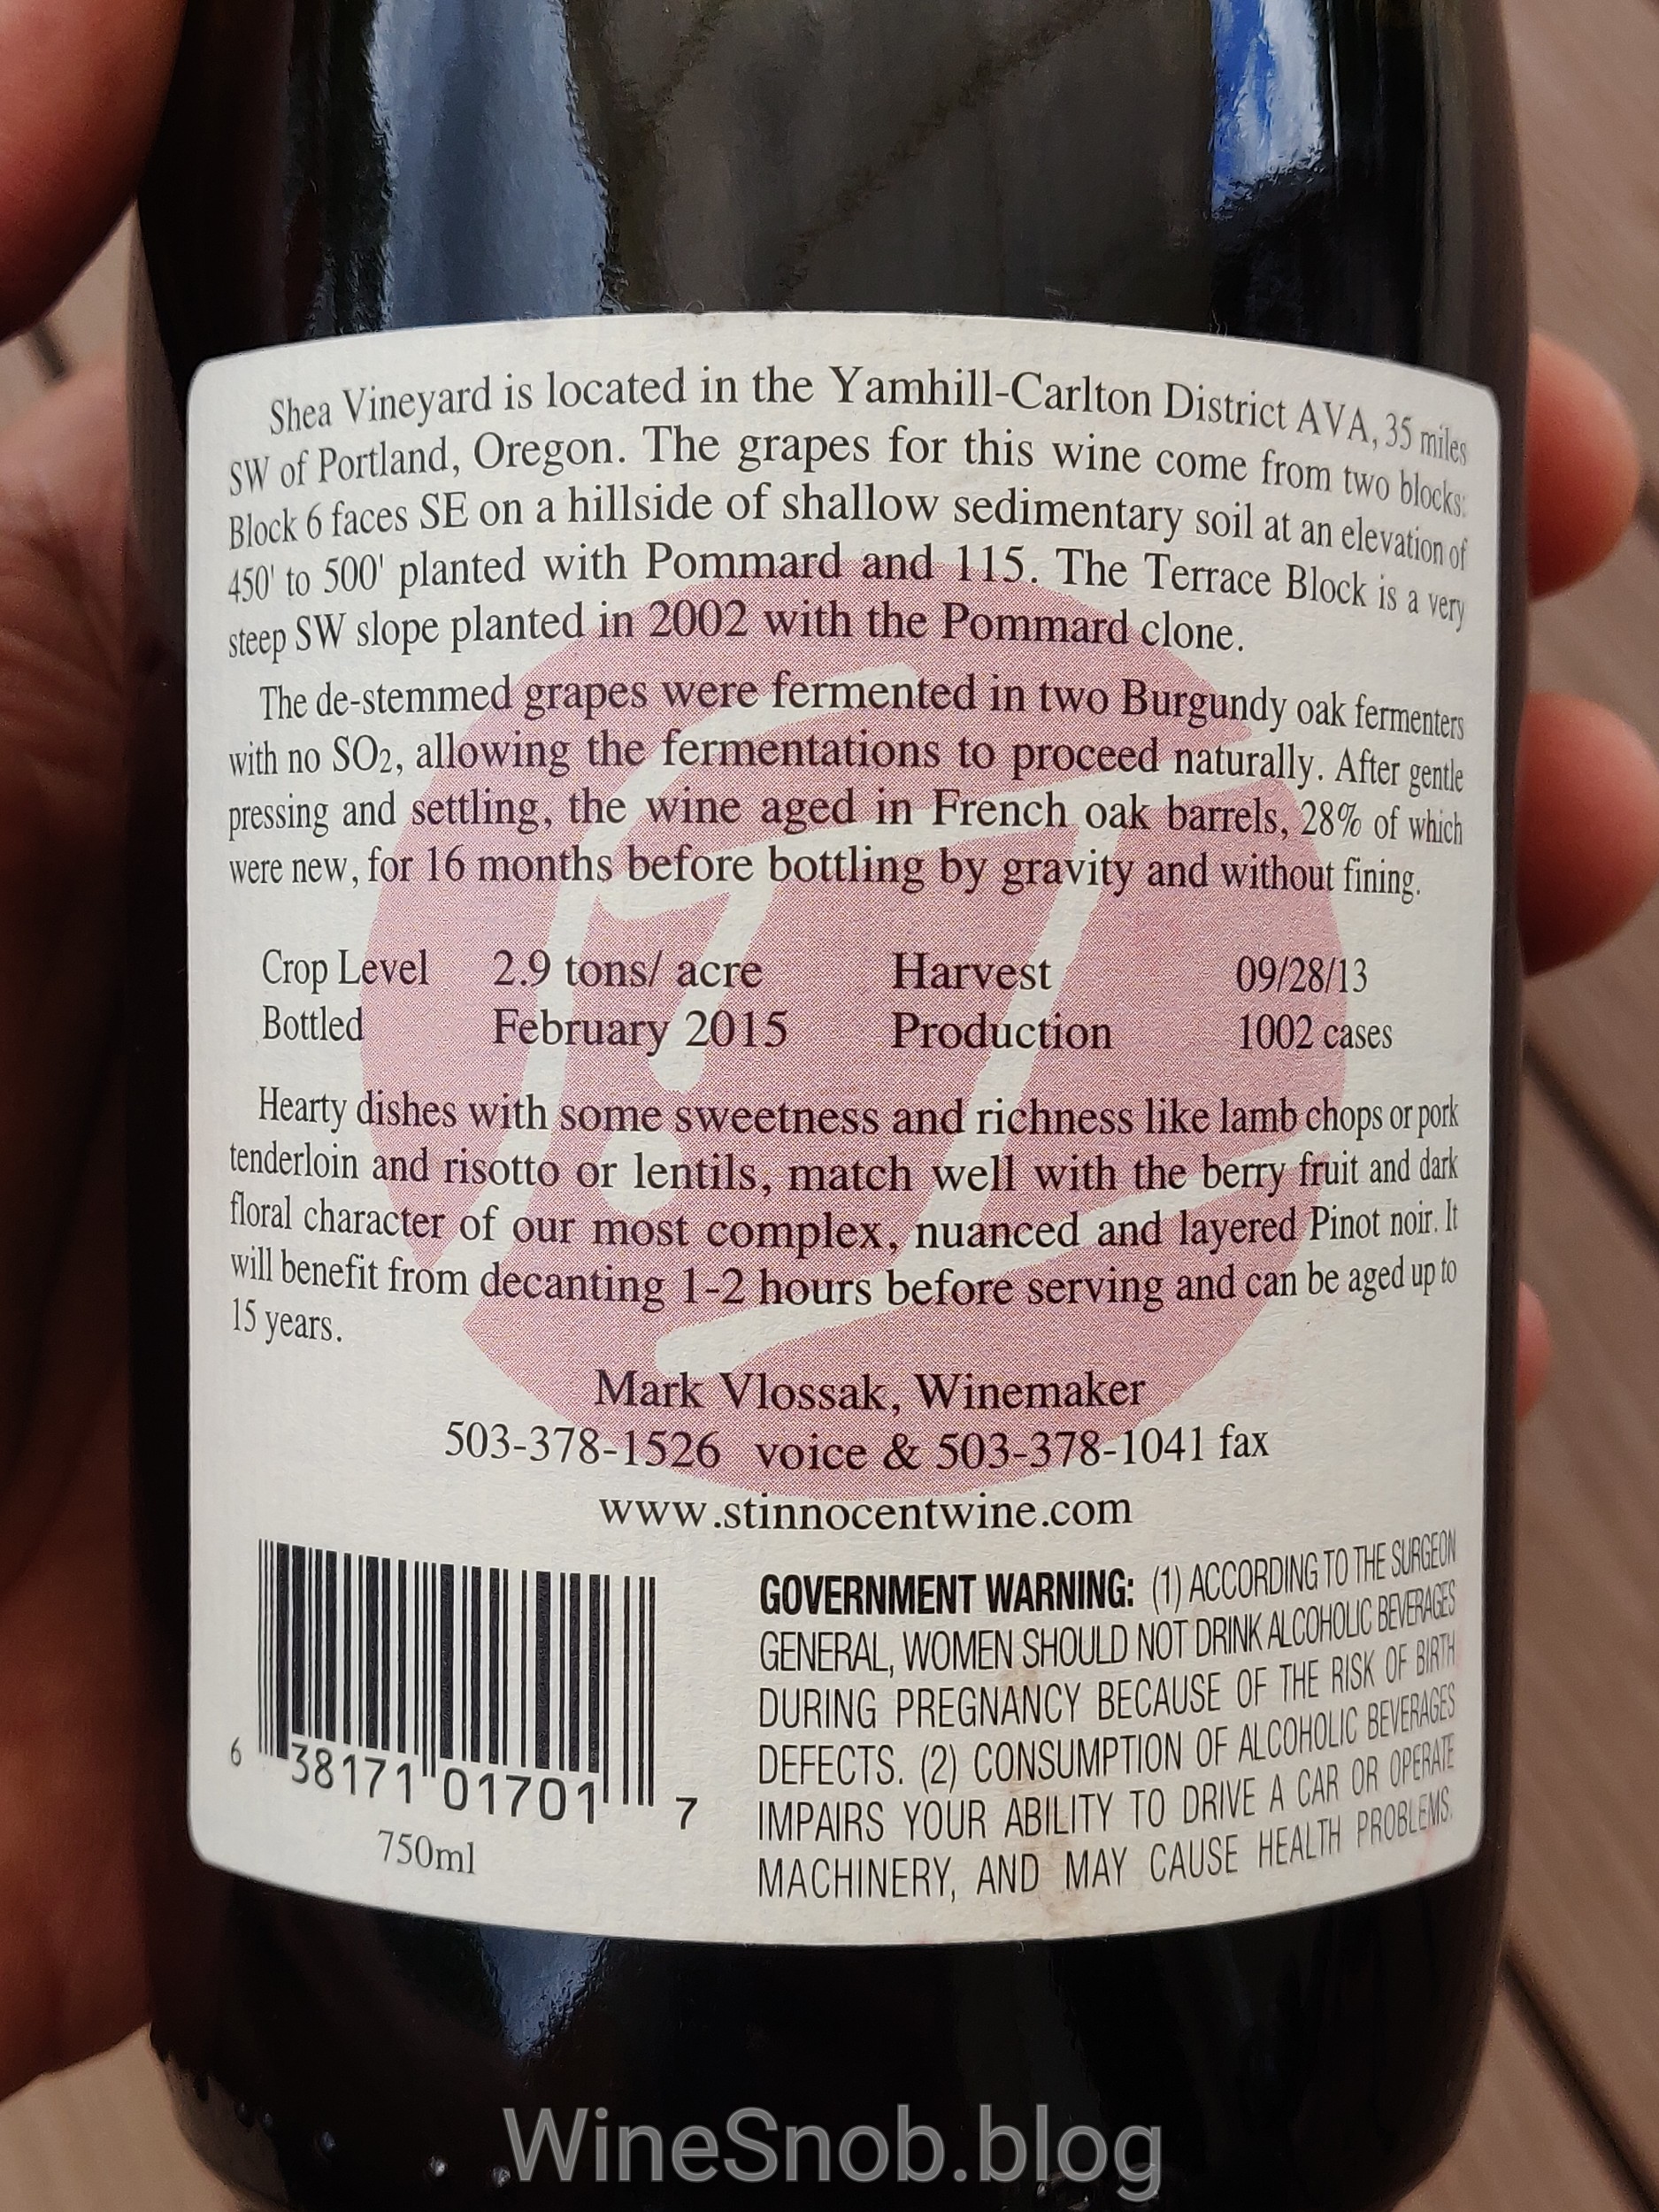 Shea Vineyard is located in the Yamhill-Carlton District AVA, 35 miles
SW of Portland, Oregon. The grapes for this wine come from two blocks:
Block 6 faces SE on a hillside of shallow sedimentary soil at an elevation of
450' to 500' planted with Pommard and 115. The Terrace Block is a very
steep SW slope planted in 2002 with the Pommard clone.
The de-stemmed grapes were fermented in two Burgundy oak fermenters
with no SO2, allowing the fermentations to proceed naturally. After gentle
pressing and settling, the wine aged in French oak barrels, 28% of which
were new, for 16 months before bottling by gravity and without fining.
Crop Level 2.9 tons/ acre Harvest 09/28/13
Bottled February 2015 Production 1002 cases
Hearty dishes with some sweetness and richness like lamb chops or pork
tenderloin and risotto or lentils, match well with the berry fruit and dark
floral character of our most complex, nuanced and layered Pinot noir. It
will benefit from decanting 1-2 hours before serving and can be aged up to
15 years.
Mark Vlossak, Winemaker
503-378-1526 voice & 503-378-1041 fax
www.stinnocentwine.com
GOVERNMENT WARNING: (1) ACCORDING TO THE SURGEON
GENERAL, WOMEN SHOULD NOT DRINK ALCOHOLIC BEVERAGES
DURING PREGNANCY BECAUSE OF THE RISK OF BIRTH
DEFECTS. (2) CONSUMPTION OF ALCOHOLIC BEVERAGES
IMPAIRS YOUR ABILITY TO DRIVE A CAR OR OPERATE
MACHINERY, AND MAY CAUSE HEALTH PROBLEMS.
6 38171 01701 7
750ml
WineSnob.blog